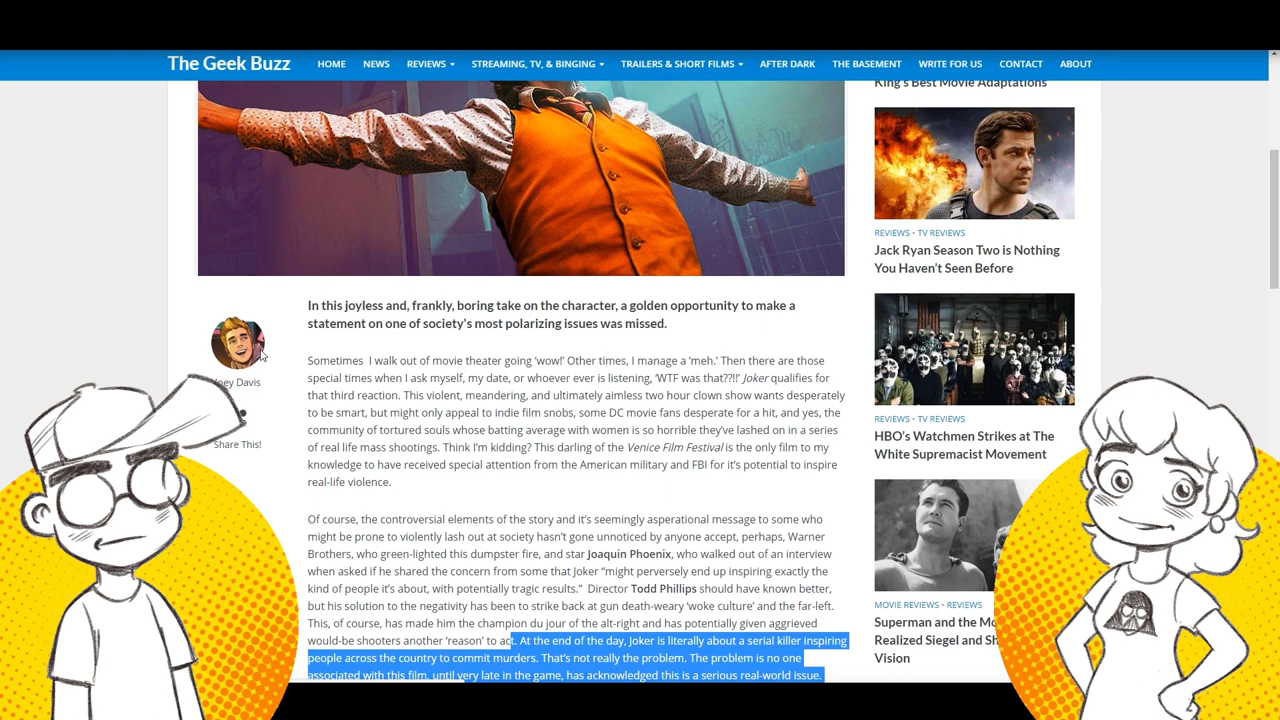 The Geek Buzz
HOME NEWS REVIEWS STREAMING, TV, & BINGING TRAILERS & SHORT FILMS AFTER DARK THE BASEMENT WRITE FOR US CONTACT ABOUT
In this joyless and, frankly, boring take on the character, a golden opportunity to make a
statement on one of society's most polarizing issues was missed.
Joey Davis
Share This!
Sometimes I walk out of movie theater going ‘wow!’ Other times, I manage a ‘meh.’ Then there are those
special times when I ask myself, my date, or whoever ever is listening, ‘WTF was that??!!’ Joker qualifies for
that third reaction. This violent, meandering, and ultimately aimless two hour clown show wants desperately
to be smart, but might only appeal to indie film snobs, some DC movie fans desperate for a hit, and yes, the
community of tortured souls whose batting average with women is so horrible they’ve lashed on in a series
of real life mass shootings. Think I’m kidding? This darling of the Venice Film Festival is the only film to my
knowledge to have received special attention from the American military and FBI for it’s potential to inspire
real-life violence.
Of course, the controversial elements of the story and it’s seemingly asperational message to some who
might be prone to violently lash out at society hasn’t gone unnoticed by anyone accept, perhaps, Warner
Brothers, who green-lighted this dumpster fire, and star Joaquin Phoenix, who walked out of an interview
when asked if he shared the concern from some that Joker “might perversely end up inspiring exactly the
kind of people it’s about, with potentially tragic results.” Director Todd Phillips should have known better,
but his solution to the negativity has been to strike back at gun death-weary ‘woke culture’ and the far-left.
This, of course, has made him the champion du jour of the alt-right and has potentially given aggrieved
would-be shooters another ‘reason’ to act. At the end of the day, Joker is literally about a serial killer inspiring
people across the country to commit murders. That’s not really the problem. The problem is no one
associated with this film, until very late in the game, has acknowledged this is a serious real-world issue.
King's Best Movie Adaptations
REVIEWS • TV REVIEWS
Jack Ryan Season Two is Nothing
You Haven’t Seen Before
REVIEWS • TV REVIEWS
HBO’s Watchmen Strikes at The
White Supremacist Movement
MOVIE REVIEWS • REVIEWS
Superman and the
Realized Siegel and
Vision